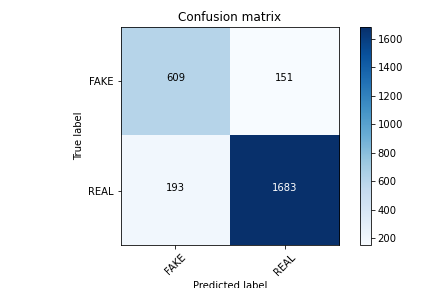 Confusion matrix
True label
FAKE
REAL
609
151
193
1683
FAKE
REAL
Predicted label
1600
1400
1200
1000
800
600
400
200